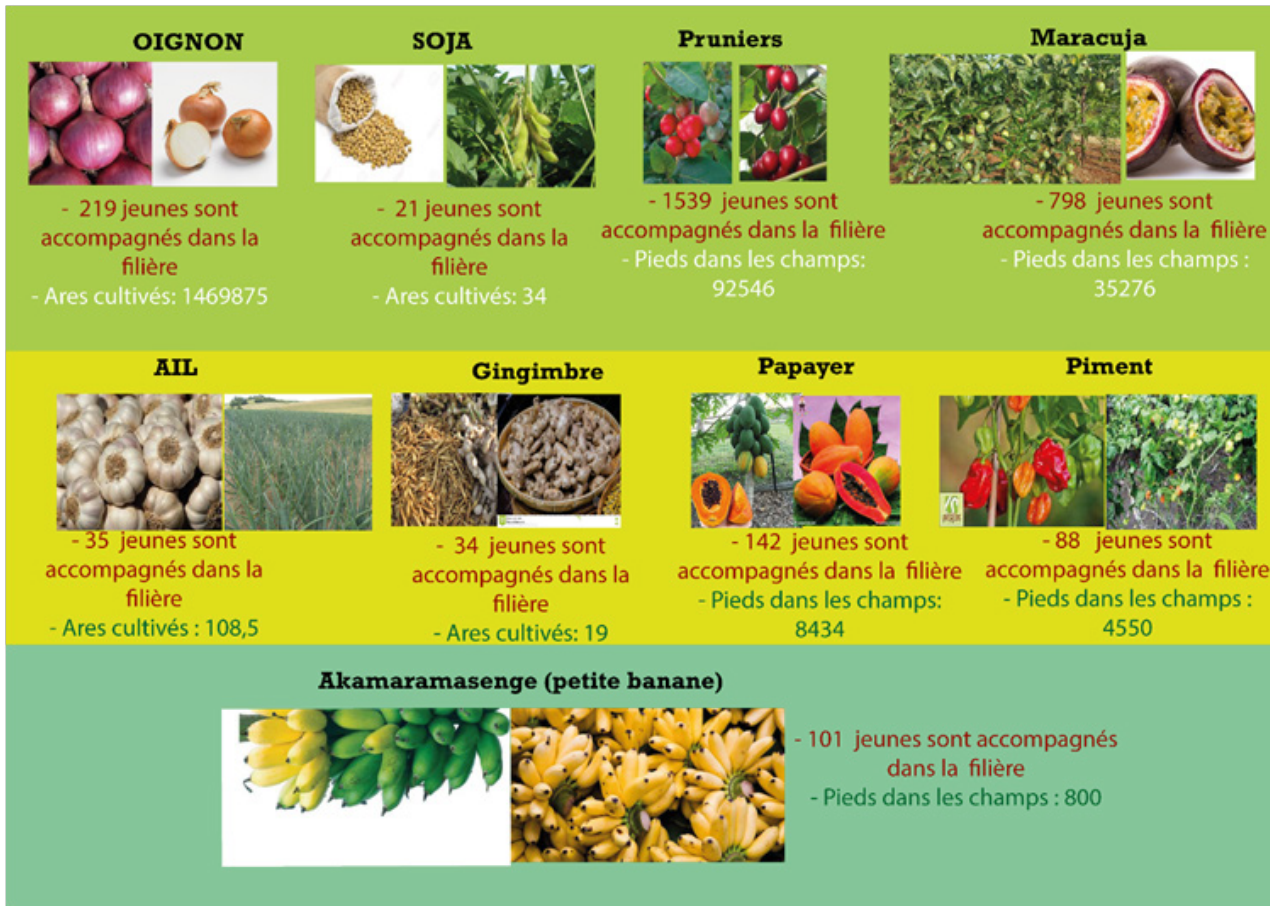 OIGNON
- 219 jeunes sont
accompagnés dans la
filière
- Ares cultivés: 1469875
SOJA
- 21 jeunes sont
accompagnés dans la
filière
- Ares cultivés: 34
Pruniers
- 1539 jeunes sont
accompagnés dans la filière
- Pieds dans les champs:
92546
Maracuja
- 798 jeunes sont
accompagnés dans la filière
- Pieds dans les champs :
35276
AIL
- 35 jeunes sont
accompagnés dans la
filière
- Ares cultivés : 108,5
Gingimbre
- 34 jeunes sont
accompagnés dans la
filière
- Ares cultivés: 19
Papayer
- 142 jeunes sont
accompagnés dans la filière
- Pieds dans les champs:
8434
Piment
- 88 jeunes sont
accompagnés dans la filière
- Pieds dans les champs :
4550
Akamaramasenge (petite banane)
- 101 jeunes sont accompagnés
dans la filière
- Pieds dans les champs : 800